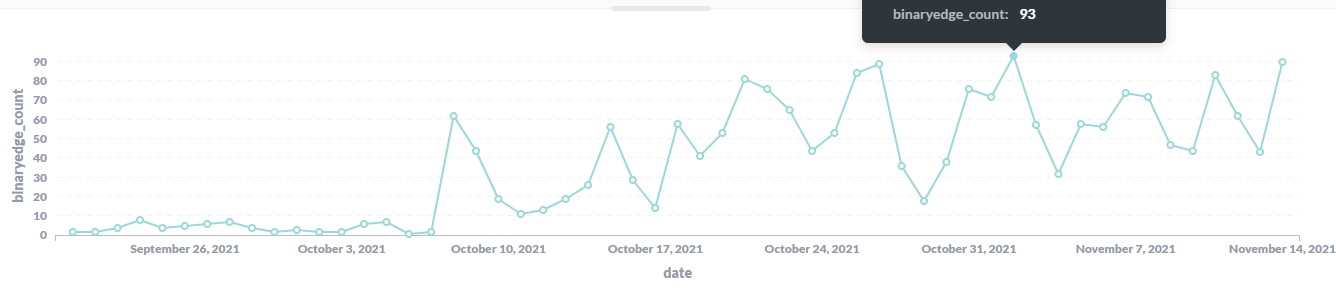 binaryedge_count: 93
90
80
70
60
50
40
30
20
10
0
binaryedge_count
September 26, 2021 October 3, 2021 October 10, 2021 October 17, 2021 October 24, 2021 October 31, 2021 November 7, 2021 November 14, 2021
date